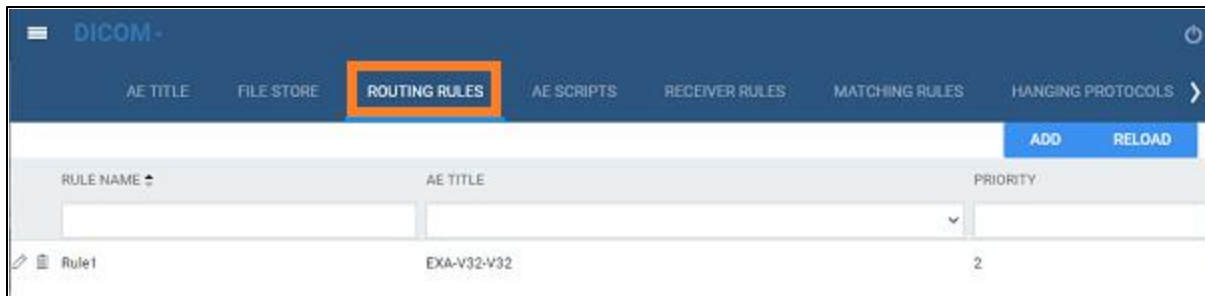 DICOM
AE TITLE FILE STORE ROUTING RULES AE SCRIPTS RECEIVER RULES MATCHING RULES HANGING PROTOCOLS
ADD RELOAD
RULE NAME AE TITLE PRIORITY
Rule1 EXA-V32-V32 2